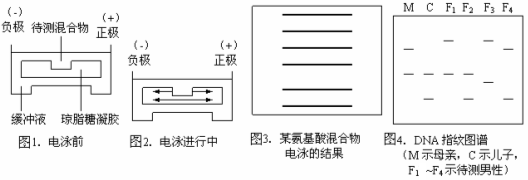 (-)
负极
待测混合物
(+)
正极
缓冲液
琼脂糖凝胶
图1．电泳前
(-)
负极
(+)
正极
图2．电泳进行中
图3．某氨基酸混合物
电泳的结果
M C F₁ F₂ F₃ F₄
图4．DNA指纹图谱
(M示母亲，C示儿子，
F₁~F₄示待测男性)